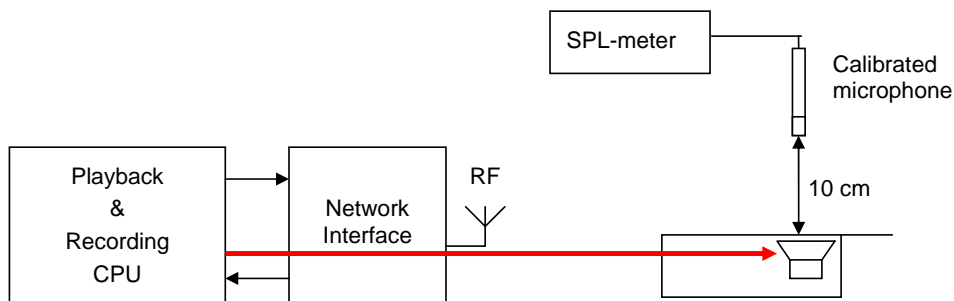 SPL-meter
Calibrated
microphone
Playback
&
Recording
CPU
Network
Interface
RF
10 cm